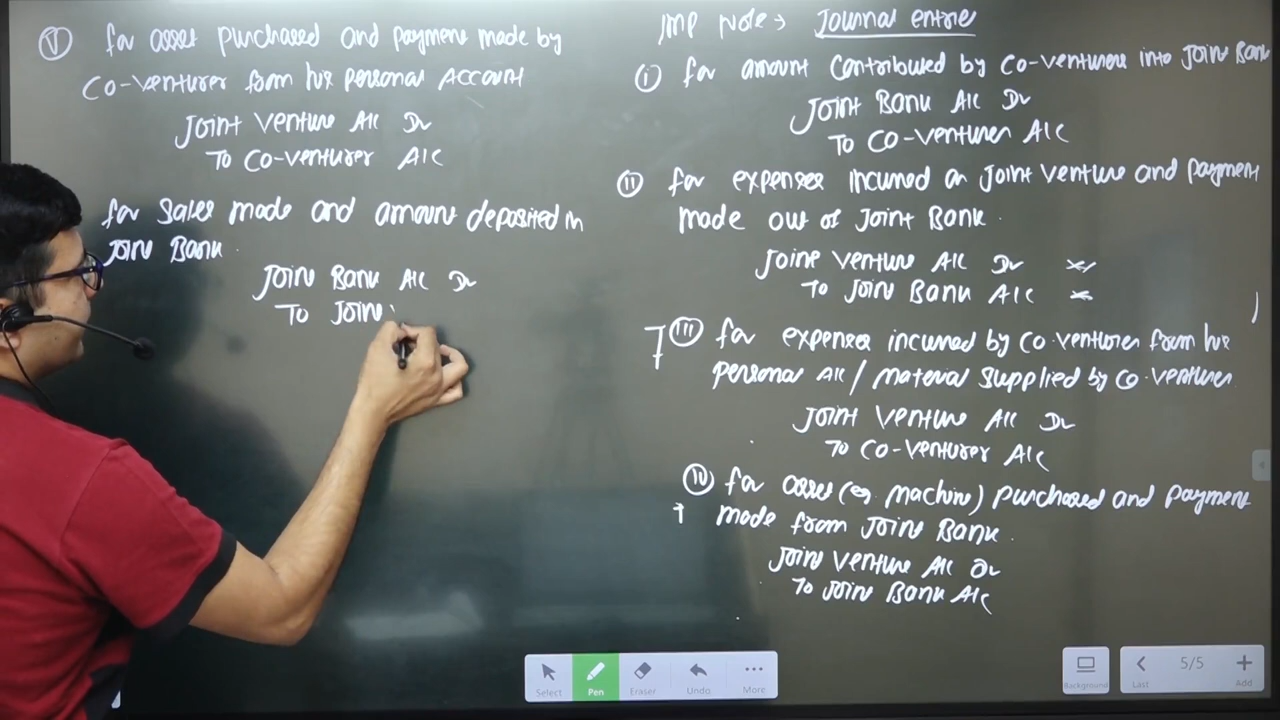 Imp Note → Journal entrie
(i) for amount contributed by Co-venturers into Joint Bank
Joint Bank A/c Dr
To Co-venturer A/c
(ii) for expenses incurred on Joint Venture and payment
made out of Joint Bank.
Joint Venture A/c Dr
To Joint Bank A/c
(iii) for expenses incurred by Co-venturer from his
personal A/c / material supplied by Co-venturer
Joint Venture A/c Dr
To Co-venturer A/c
(iv) for asset (eg. machine) purchased and payment
made from Joint Bank.
Joint Venture A/c Dr
To Joint Bank A/c
(v) for asset purchased and payment made by
Co-venturer from his personal Account
Joint Venture A/c Dr
To Co-venturer A/c
for Sales made and amount deposited in
Joint Bank.
Joint Bank A/c Dr
To Join
Select Pen Eraser Undo More
Background
Last 5/5 Add